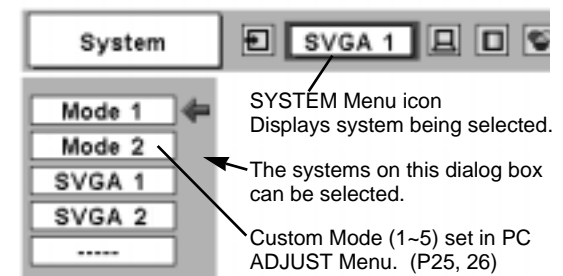 System
SVGA 1
Mode 1
Mode 2
SVGA 1
SVGA 2
-----
SYSTEM Menu icon
Displays system being selected.
The systems on this dialog box
can be selected.
Custom Mode (1~5) set in PC
ADJUST Menu. (P25, 26)